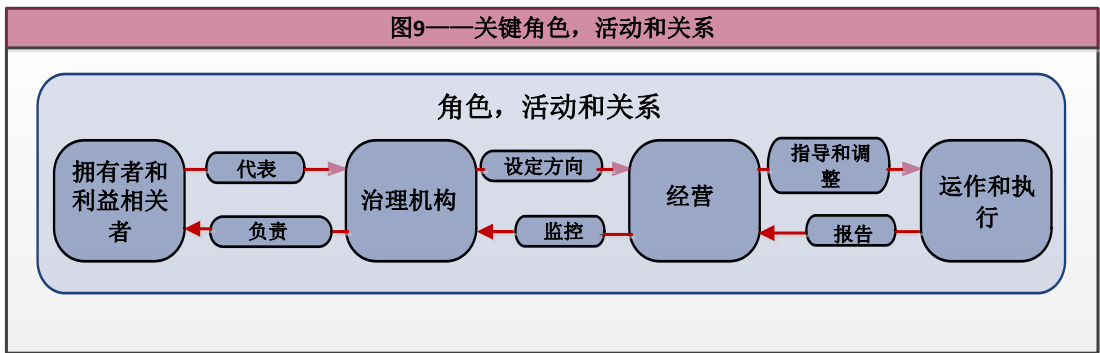 图9——关键角色，活动和关系
角色，活动和关系
拥有者和
利益相关
者
代表
负责
治理机构
设定方向
监控
经营
指导和调
整
报告
运作和执
行